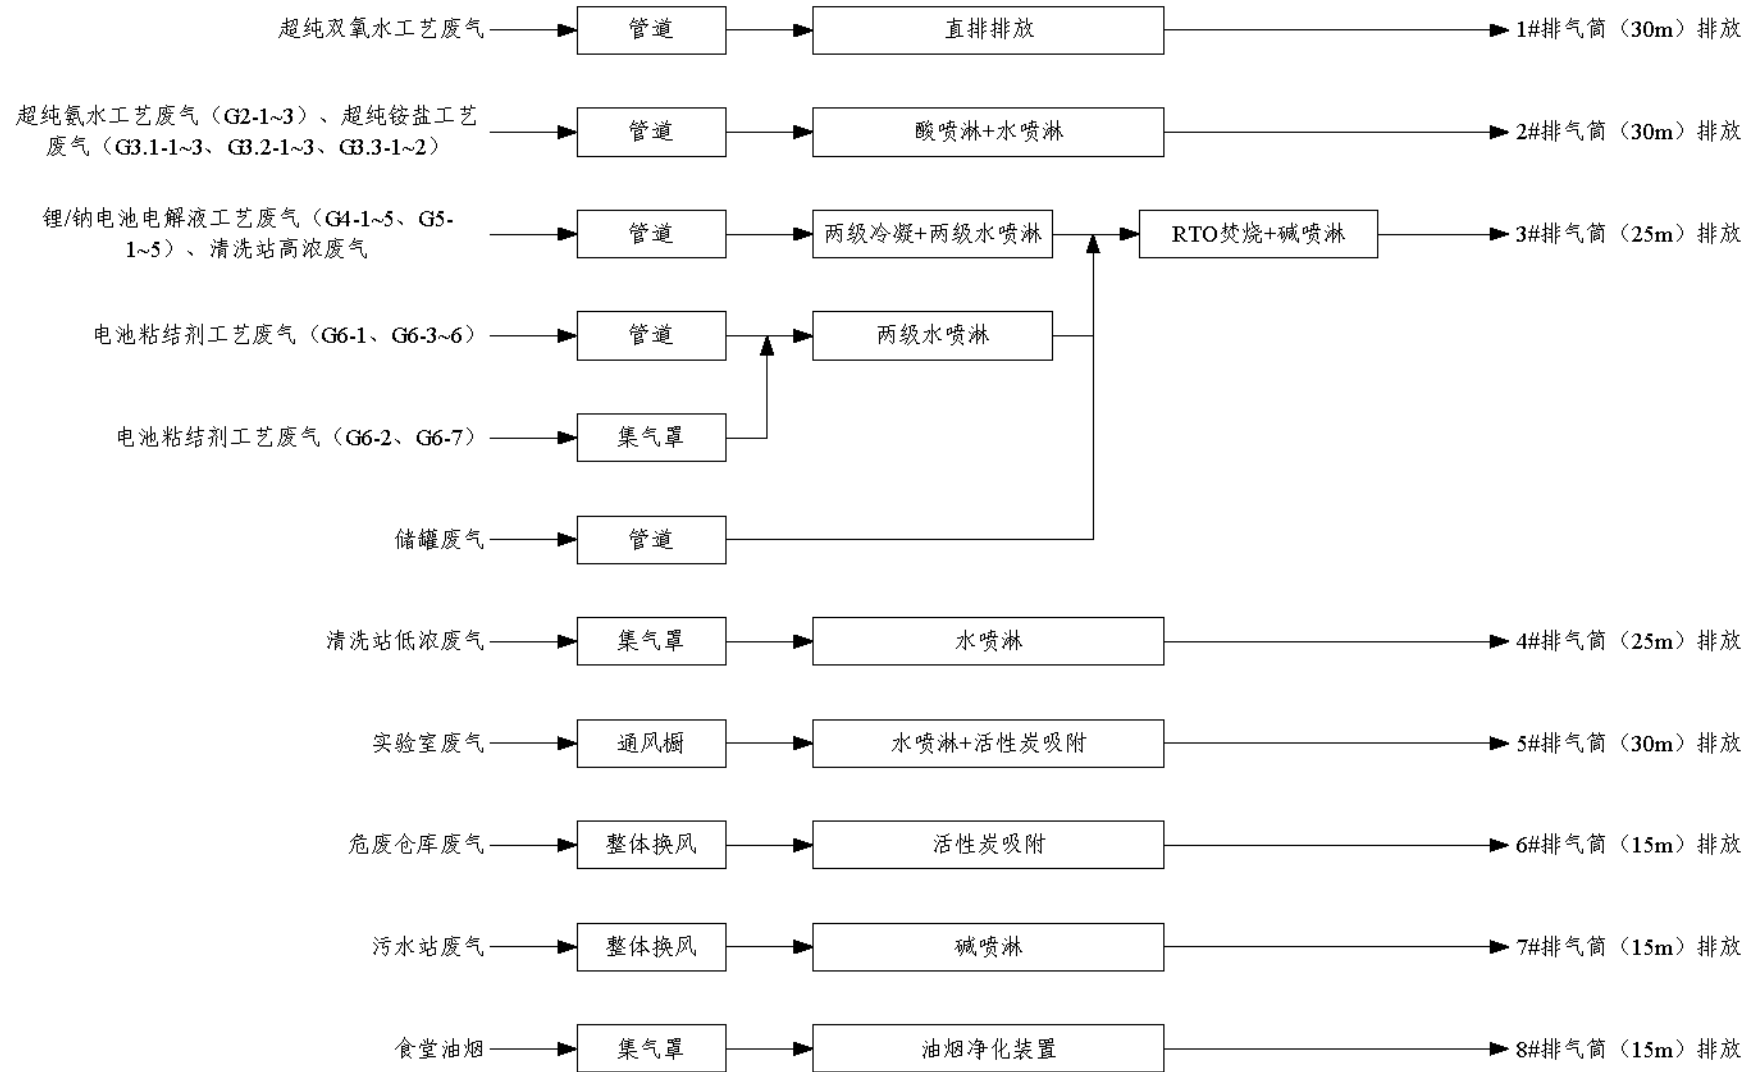 超纯双氧水工艺废气 管道 直排排放 1#排气筒（30m）排放
超纯氨水工艺废气（G2-1~3）、超纯铵盐工艺
废气（G3.1-1~3、G3.2-1~3、G3.3-1~2）
管道 酸喷淋+水喷淋 2#排气筒（30m）排放
锂/钠电池电解液工艺废气（G4-1~5、G5-
1~5）、清洗站高浓废气
管道 两级冷凝+两级水喷淋 RTO焚烧+碱喷淋 3#排气筒（25m）排放
电池粘结剂工艺废气（G6-1、G6-3~6） 管道 两级水喷淋
电池粘结剂工艺废气（G6-2、G6-7） 集气罩
储罐废气 管道
清洗站低浓废气 集气罩 水喷淋 4#排气筒（25m）排放
实验室废气 通风橱 水喷淋+活性炭吸附 5#排气筒（30m）排放
危废仓库废气 整体换风 活性炭吸附 6#排气筒（15m）排放
污水站废气 整体换风 碱喷淋 7#排气筒（15m）排放
食堂油烟 集气罩 油烟净化装置 8#排气筒（15m）排放